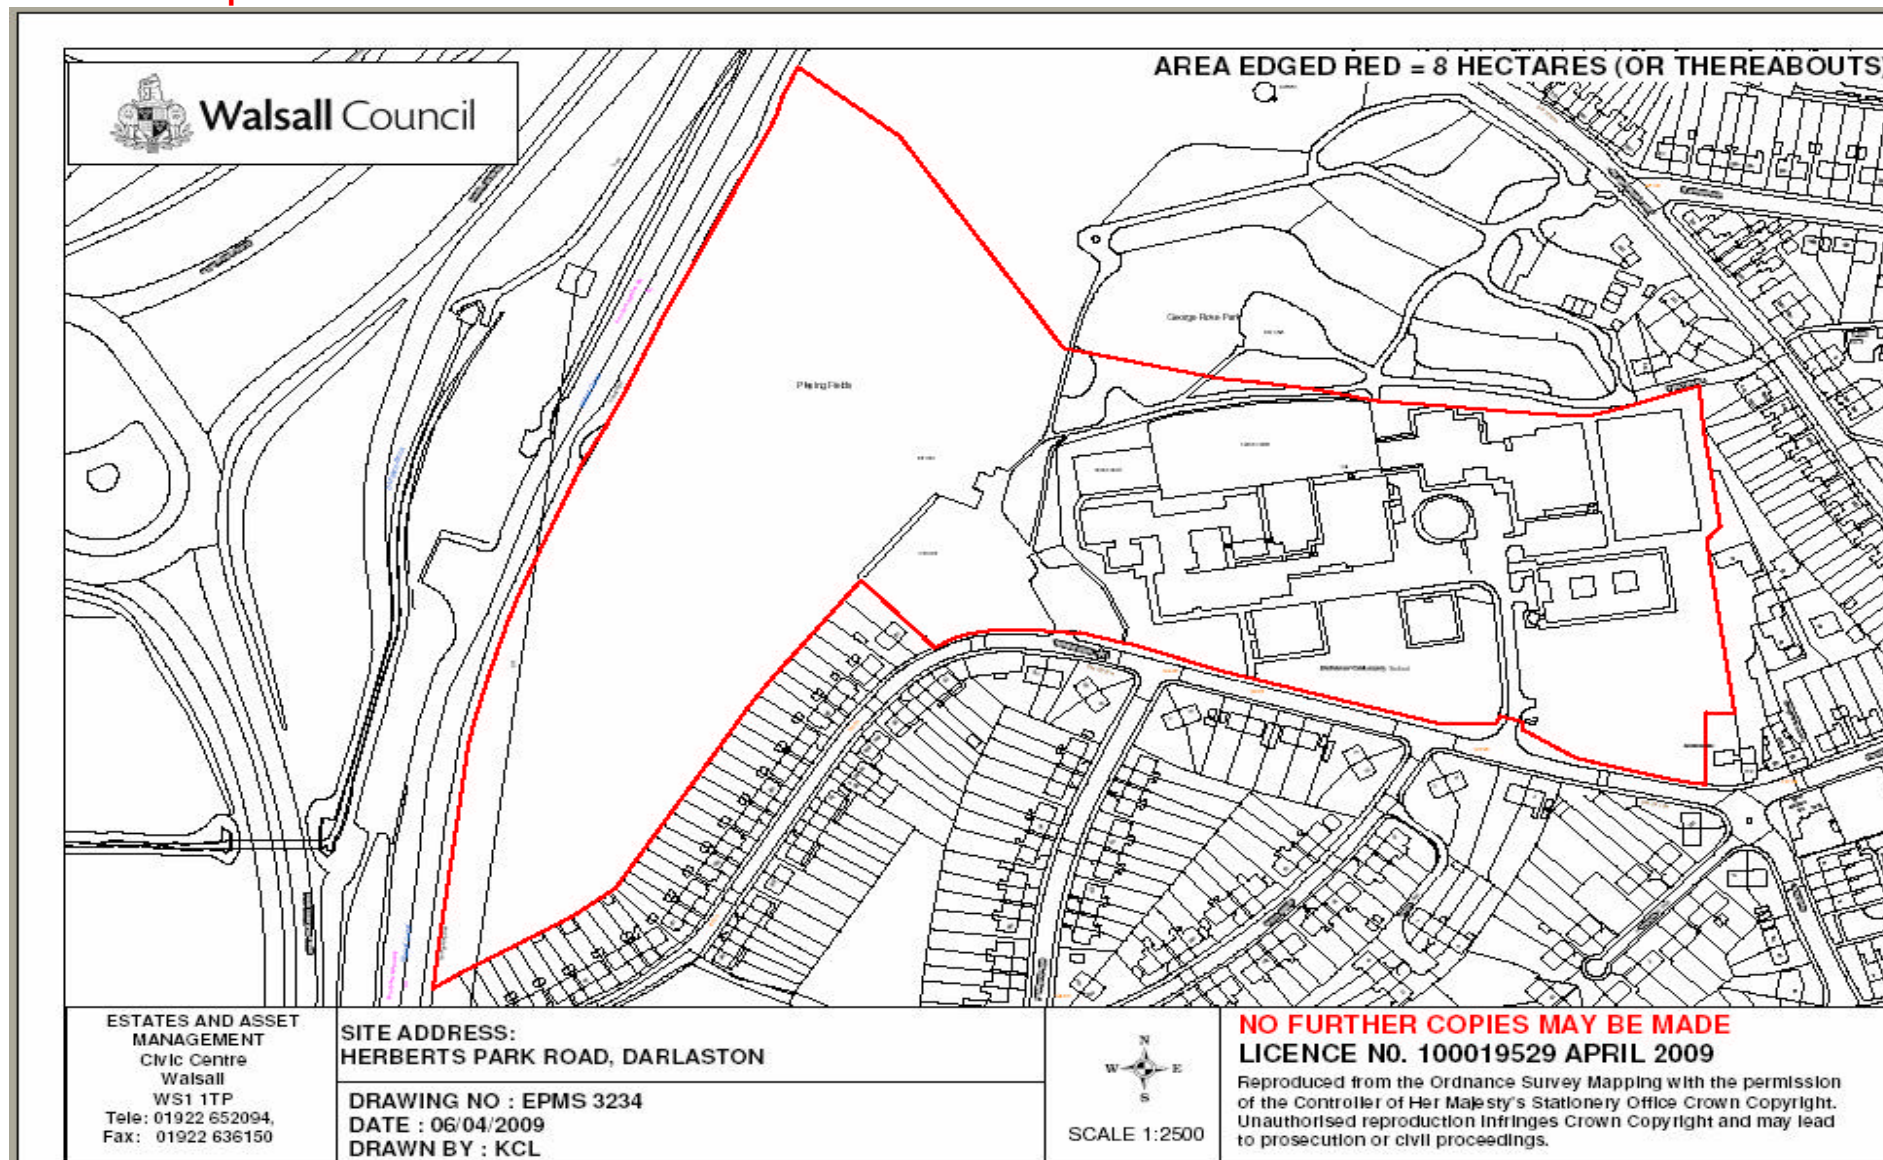 AREA EDGED RED = 8 HECTARES (OR THEREABOUTS)
Walsall Council
George Rose Park
Playing Fields
ESTATES AND ASSET
MANAGEMENT
Civic Centre
Walsall
WS1 1TP
Tele: 01922 652094,
Fax: 01922 636150
SITE ADDRESS:
HERBERTS PARK ROAD, DARLASTON
DRAWING NO : EPMS 3234
DATE : 06/04/2009
DRAWN BY : KCL
N
W E
S
SCALE 1:2500
NO FURTHER COPIES MAY BE MADE
LICENCE N0. 100019529 APRIL 2009
Reproduced from the Ordnance Survey Mapping with the permission
of the Controller of Her Majesty's Stationery Office Crown Copyright.
Unauthorised reproduction infringes Crown Copyright and may lead
to prosecution or civil proceedings.